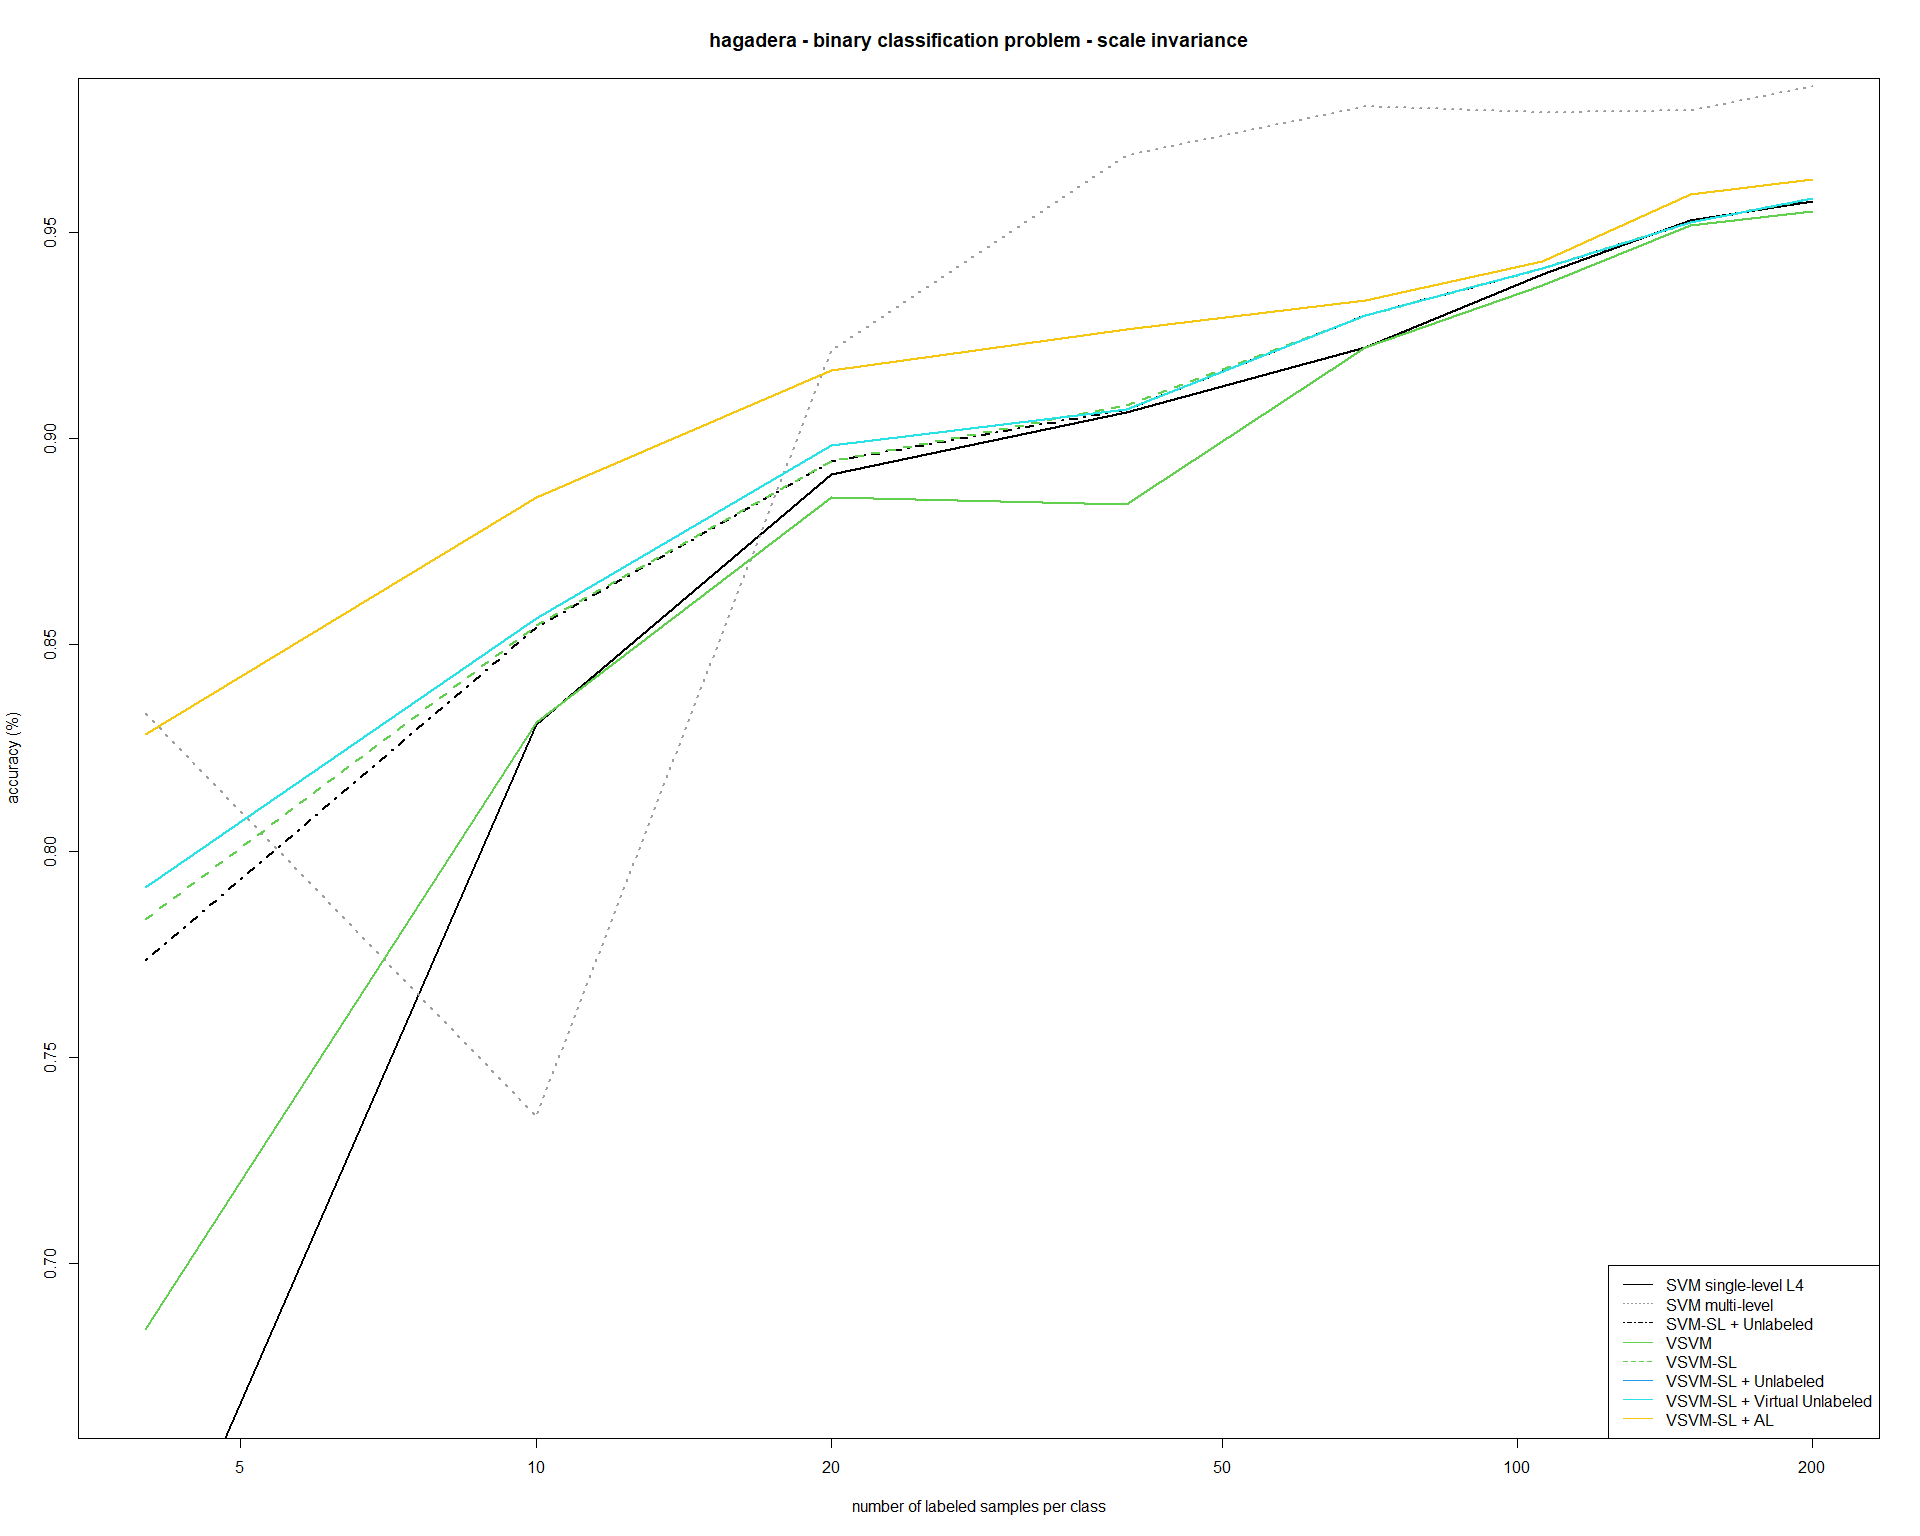 hagadera - binary classification problem - scale invariance
accuracy (%)
0.95
0.90
0.85
0.80
0.75
0.70
SVM single-level L4
SVM multi-level
SVM-SL + Unlabeled
VSVM
VSVM-SL
VSVM-SL + Unlabeled
VSVM-SL + Virtual Unlabeled
VSVM-SL + AL
5 10 20 50 100 200
number of labeled samples per class